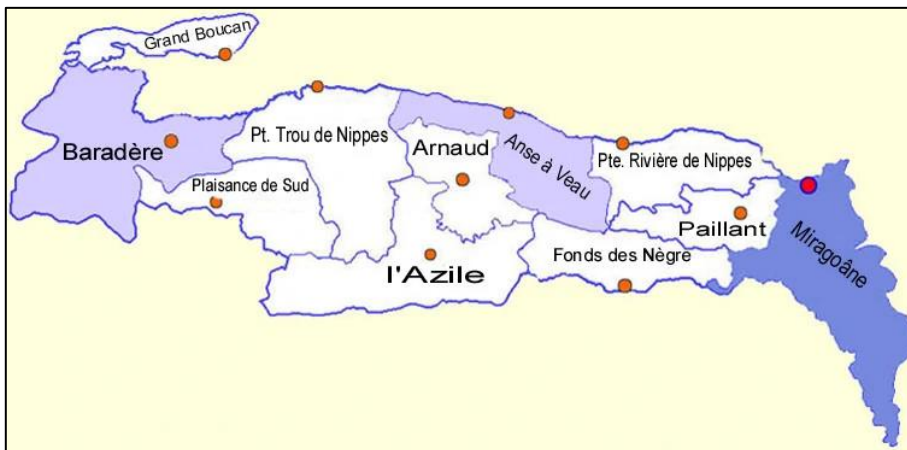 Grand Boucan
Baradère
Pt. Trou de Nippes
Plaisance de Sud
Arnaud
Anse à Veau
Pte. Rivière de Nippes
Paillant
Miragoâne
Fonds des Nègre
l'Azile